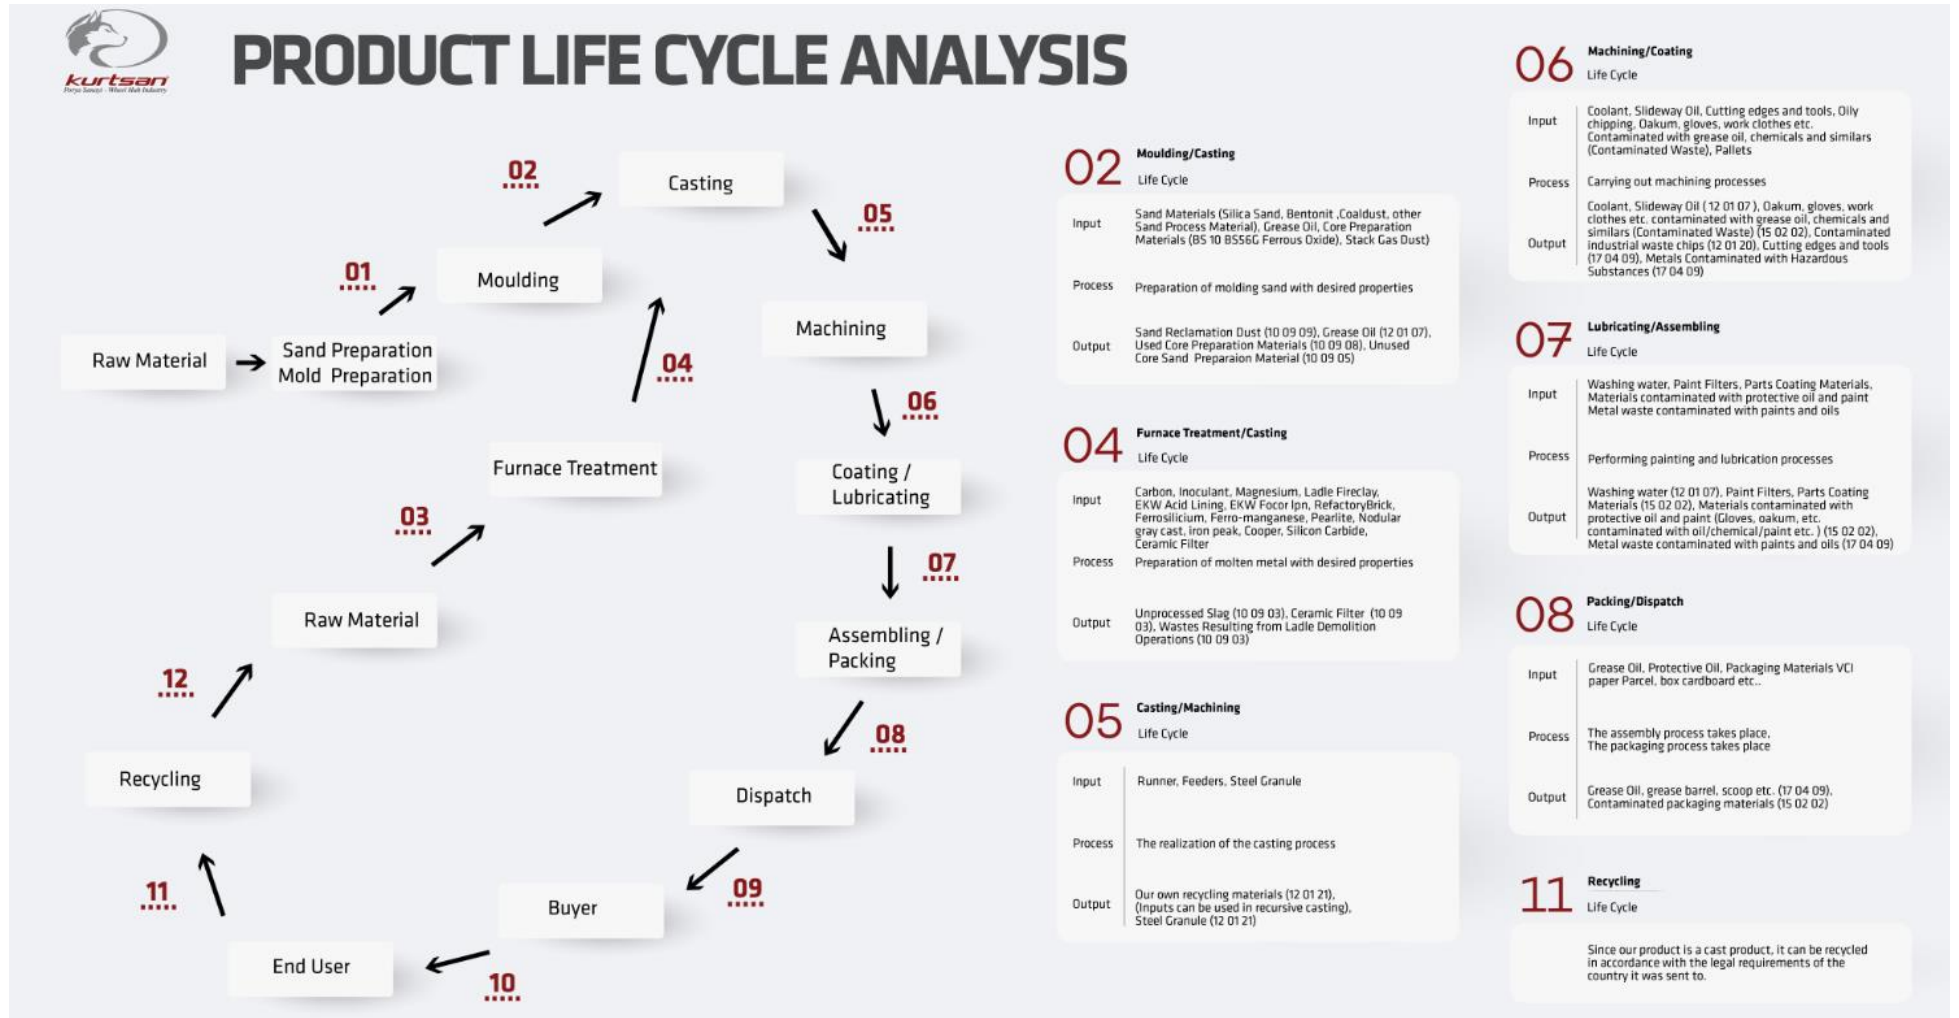 kurtsan
Porya Sanayi - Wheel Hub Industry
PRODUCT LIFE CYCLE ANALYSIS
Raw Material
Sand Preparation
Mold Preparation
01
Moulding
02
Casting
05
Machining
06
Coating /
Lubricating
07
Assembling /
Packing
08
Dispatch
09
Buyer
10
End User
11
Recycling
12
Raw Material
03
Furnace Treatment
04
02
Moulding/Casting
Life Cycle
Input
Sand Materials (Silica Sand, Bentonit ,Coaldust, other
Sand Process Material), Grease Oil, Core Preparation
Materials (BS 10 BS56G Ferrous Oxide), Stack Gas Dust)
Process
Preparation of molding sand with desired properties
Output
Sand Reclamation Dust (10 09 09), Grease Oil (12 01 07),
Used Core Preparation Materials (10 09 08), Unused
Core Sand Preparaion Material (10 09 05)
04
Furnace Treatment/Casting
Life Cycle
Input
Carbon, Inoculant, Magnesium, Ladle Fireclay,
EKW Acid Lining, EKW Focor Ipn, RefactoryBrick,
Ferrosilicium, Ferro-manganese, Pearlite, Nodular
gray cast, iron peak, Cooper, Silicon Carbide,
Ceramic Filter
Process
Preparation of molten metal with desired properties
Output
Unprocessed Slag (10 09 03), Ceramic Filter (10 09
03), Wastes Resulting from Ladle Demolition
Operations (10 09 03)
05
Casting/Machining
Life Cycle
Input
Runner, Feeders, Steel Granule
Process
The realization of the casting process
Output
Our own recycling materials (12 01 21),
(Inputs can be used in recursive casting),
Steel Granule (12 01 21)
06
Machining/Coating
Life Cycle
Input
Coolant, Slideway Oil, Cutting edges and tools, Oily
chipping, Oakum, gloves, work clothes etc.
Contaminated with grease oil, chemicals and similars
(Contaminated Waste), Pallets
Process
Carrying out machining processes
Output
Coolant, Slideway Oil ( 12 01 07 ), Oakum, gloves, work
clothes etc. contaminated with grease oil, chemicals and
similars (Contaminated Waste) (15 02 02), Contaminated
industrial waste chips (12 01 20), Cutting edges and tools
(17 04 09), Metals Contaminated with Hazardous
Substances (17 04 09)
07
Lubricating/Assembling
Life Cycle
Input
Washing water, Paint Filters, Parts Coating Materials,
Materials contaminated with protective oil and paint
Metal waste contaminated with paints and oils
Process
Performing painting and lubrication processes
Output
Washing water (12 01 07), Paint Filters, Parts Coating
Materials (15 02 02), Materials contaminated with
protective oil and paint (Gloves, oakum, etc.
contaminated with oil/chemical/paint etc. ) (15 02 02),
Metal waste contaminated with paints and oils (17 04 09)
08
Packing/Dispatch
Life Cycle
Input
Grease Oil, Protective Oil, Packaging Materials VCI
paper Parcel, box cardboard etc..
Process
The assembly process takes place,
The packaging process takes place
Output
Grease Oil, grease barrel, scoop etc. (17 04 09),
Contaminated packaging materials (15 02 02)
11
Recycling
Life Cycle
Since our product is a cast product, it can be recycled
in accordance with the legal requirements of the
country it was sent to.